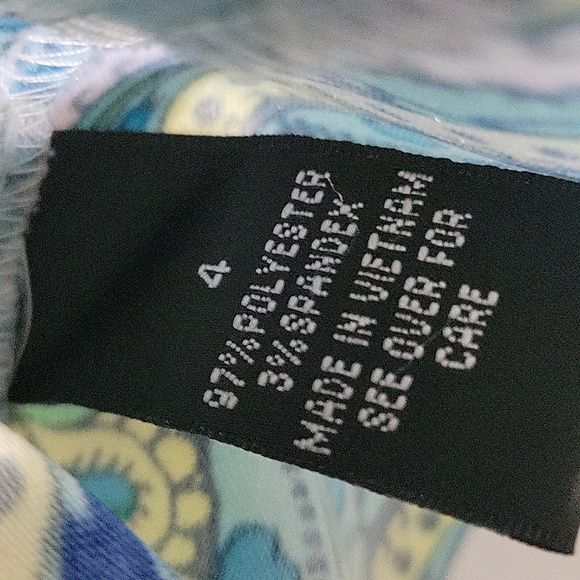 4
97%POLYESTER
3%SPANDEX
MADE IN VIETNAM
SEE OVER FOR
CARE